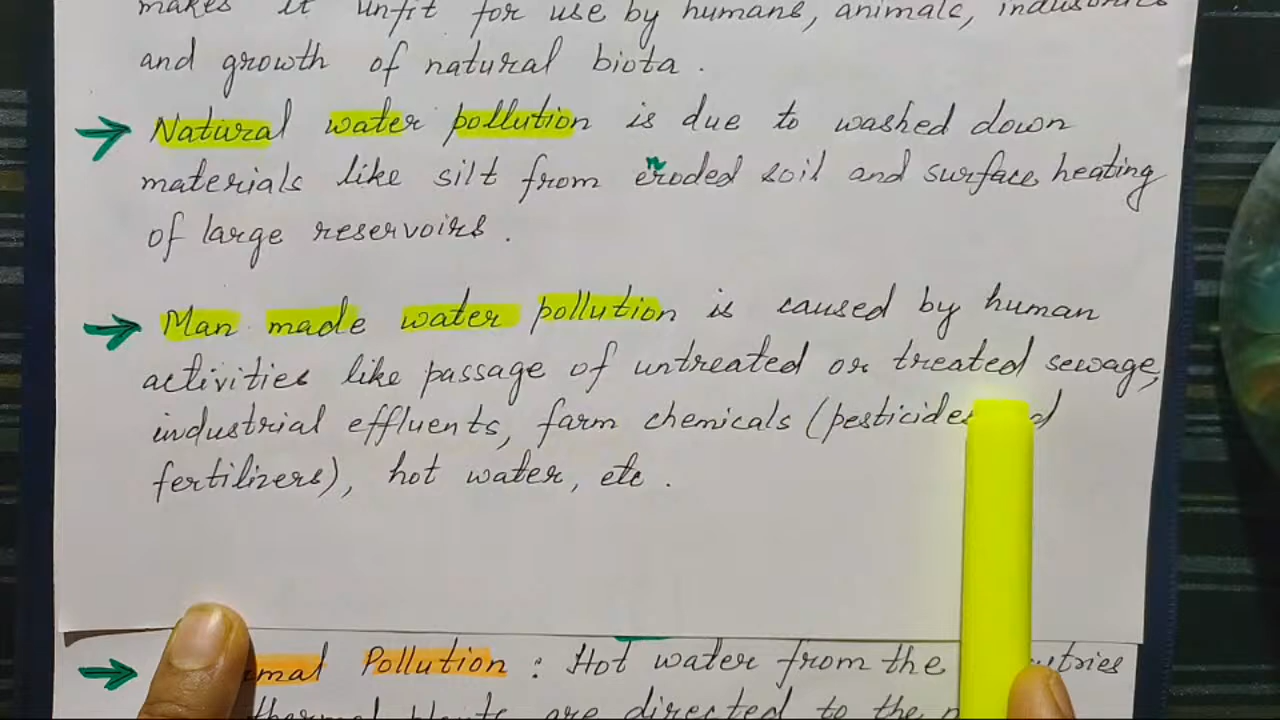 makes it unfit for use by humans, animals, industries
and growth of natural biota.
Natural water pollution is due to washed down
materials like silt from eroded soil and surface heating
of large reservoirs.
Man made water pollution is caused by human
activities like passage of untreated or treated sewage,
industrial effluents, farm chemicals (pesticides
fertilizers), hot water, etc.
Pollution : Hot water from the
thermal plants are directed to the